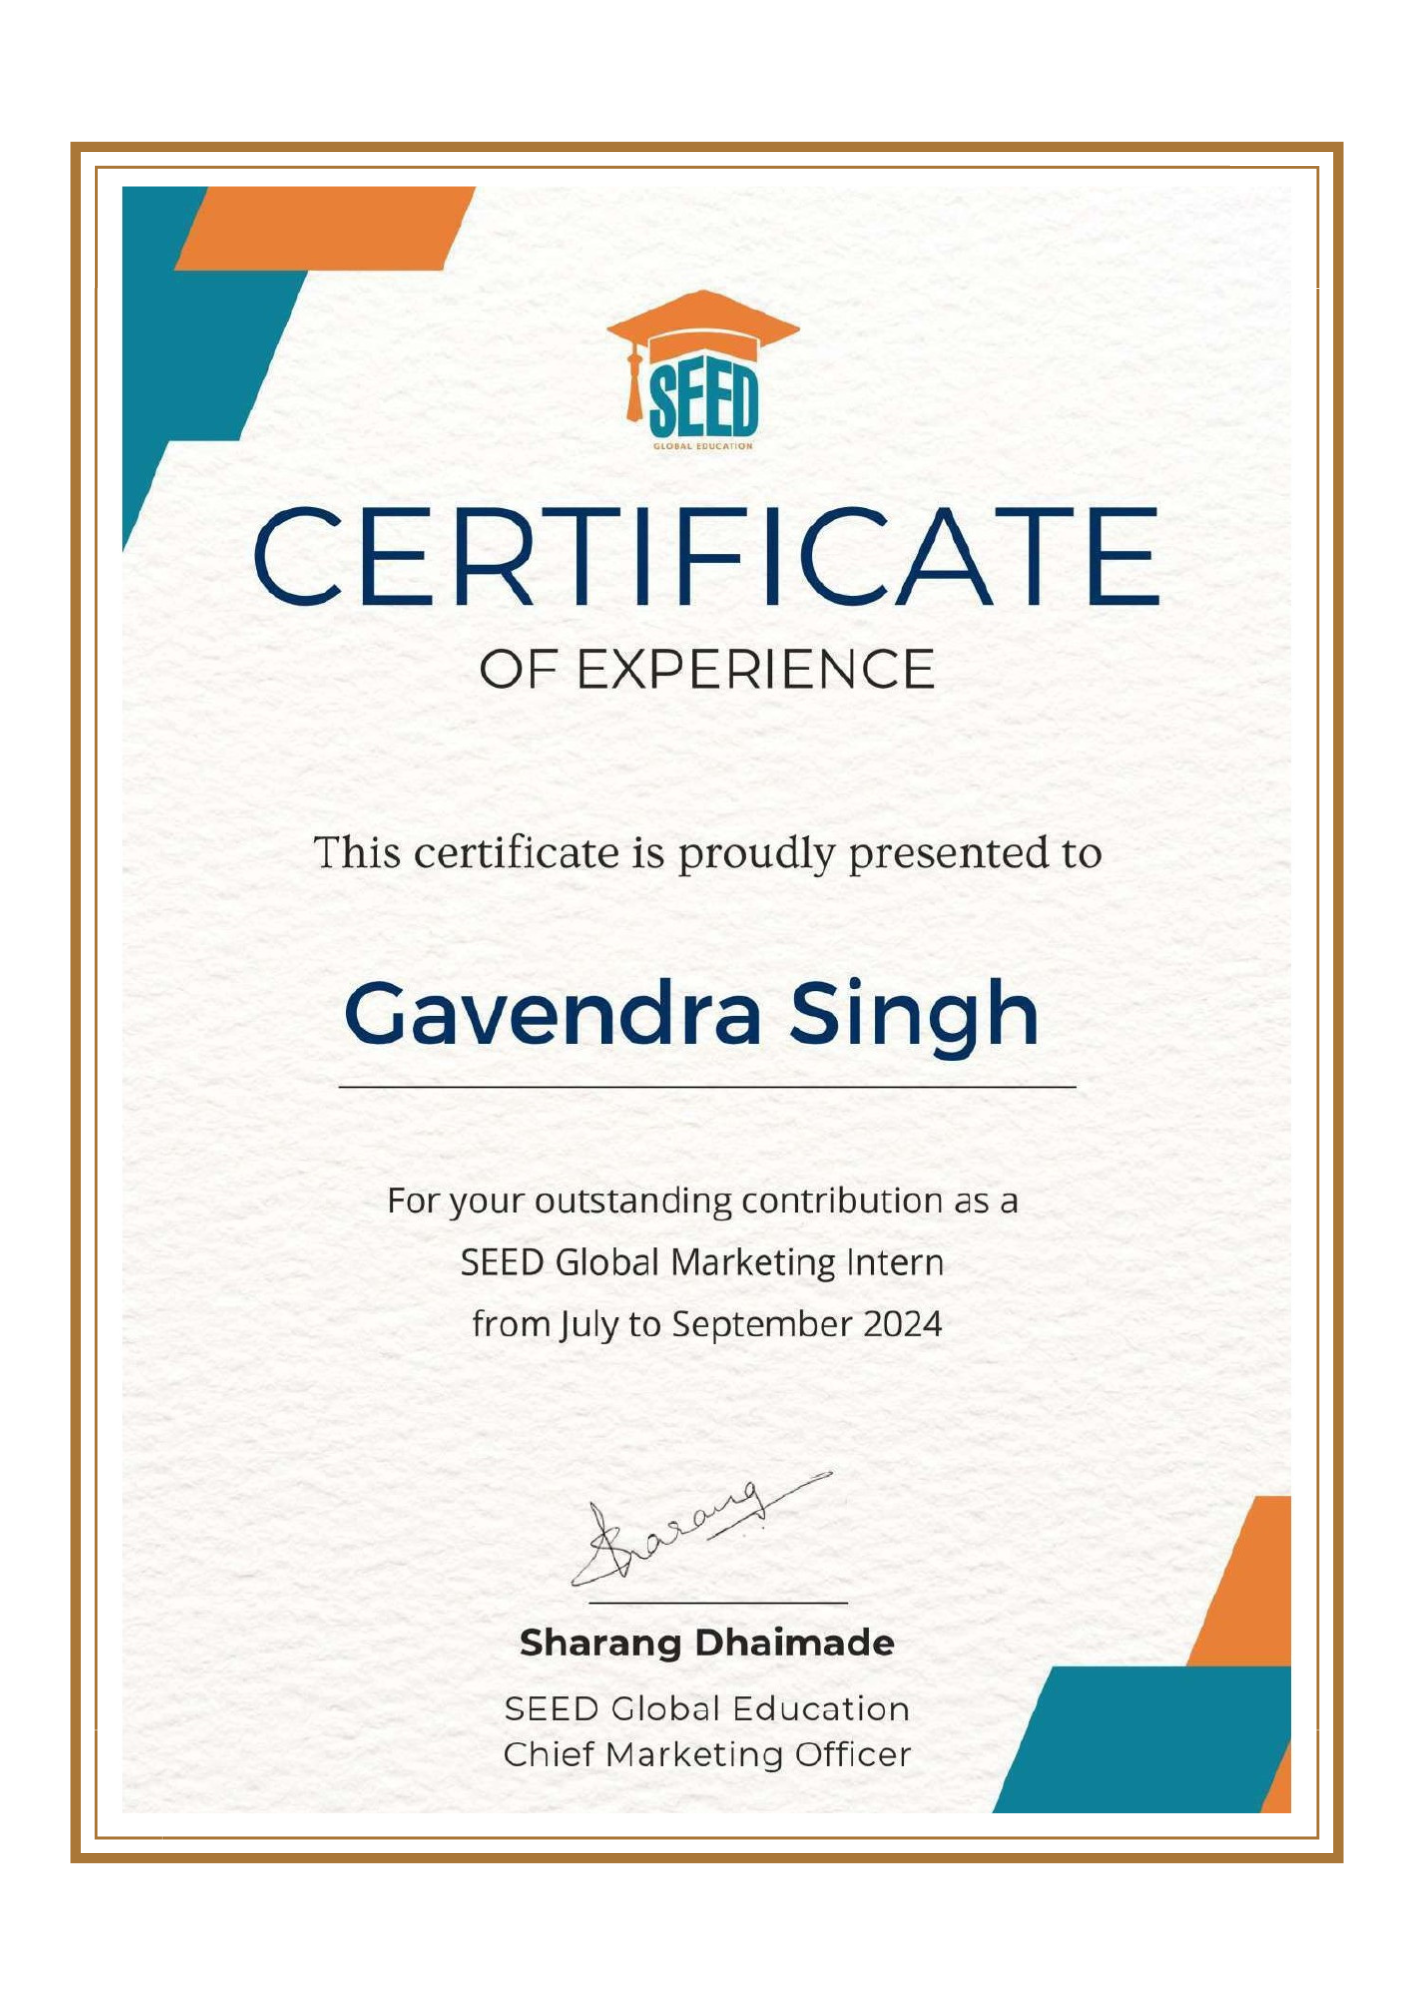 SEED
GLOBAL EDUCATION
CERTIFICATE
OF EXPERIENCE
This certificate is proudly presented to
Gavendra Singh
For your outstanding contribution as a
SEED Global Marketing Intern
from July to September 2024
Sharang
Sharang Dhaimade
SEED Global Education
Chief Marketing Officer